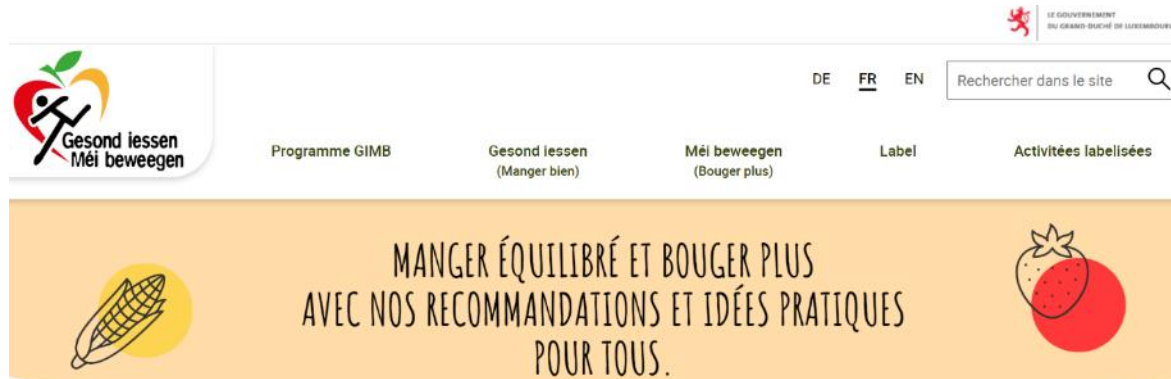 LE GOUVERNEMENT
DU GRAND-DUCHÉ DE LUXEMBOURG
DE FR EN Rechercher dans le site
Gesond iessen
Méi beweegen
Programme GIMB
Gesond iessen
(Manger bien)
Méi beweegen
(Bouger plus)
Label
Activitées labelisées
MANGER ÉQUILIBRÉ ET BOUGER PLUS
AVEC NOS RECOMMANDATIONS ET IDÉES PRATIQUES
POUR TOUS.